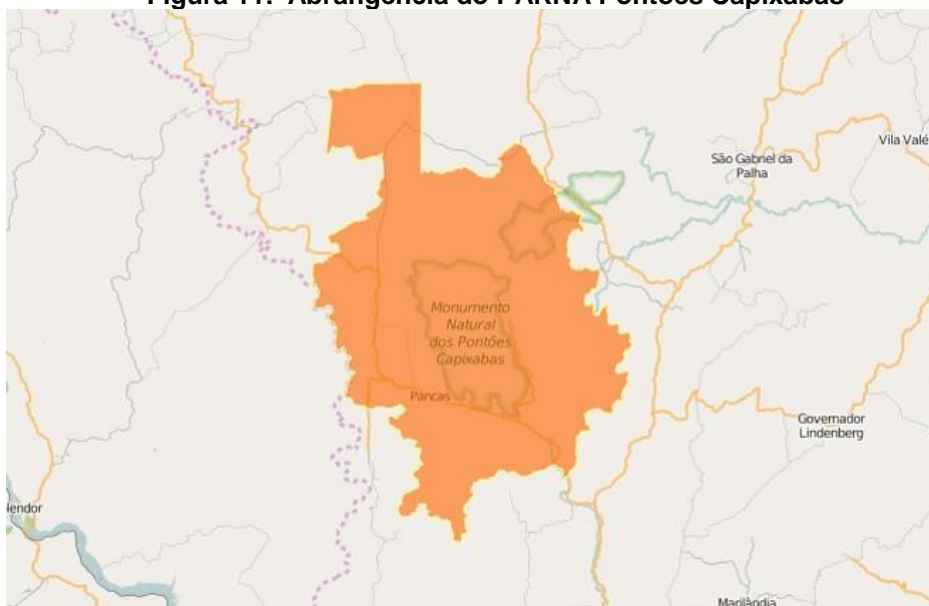 Figura 11. Abrangência do PARNA Pontões Capixabas
São Gabriel da
Palha
Vila Valé
Monumento
Natural
dos Pontões
Capixabas
Pancas
Governador
Lindenberg
lendor
Marilândia